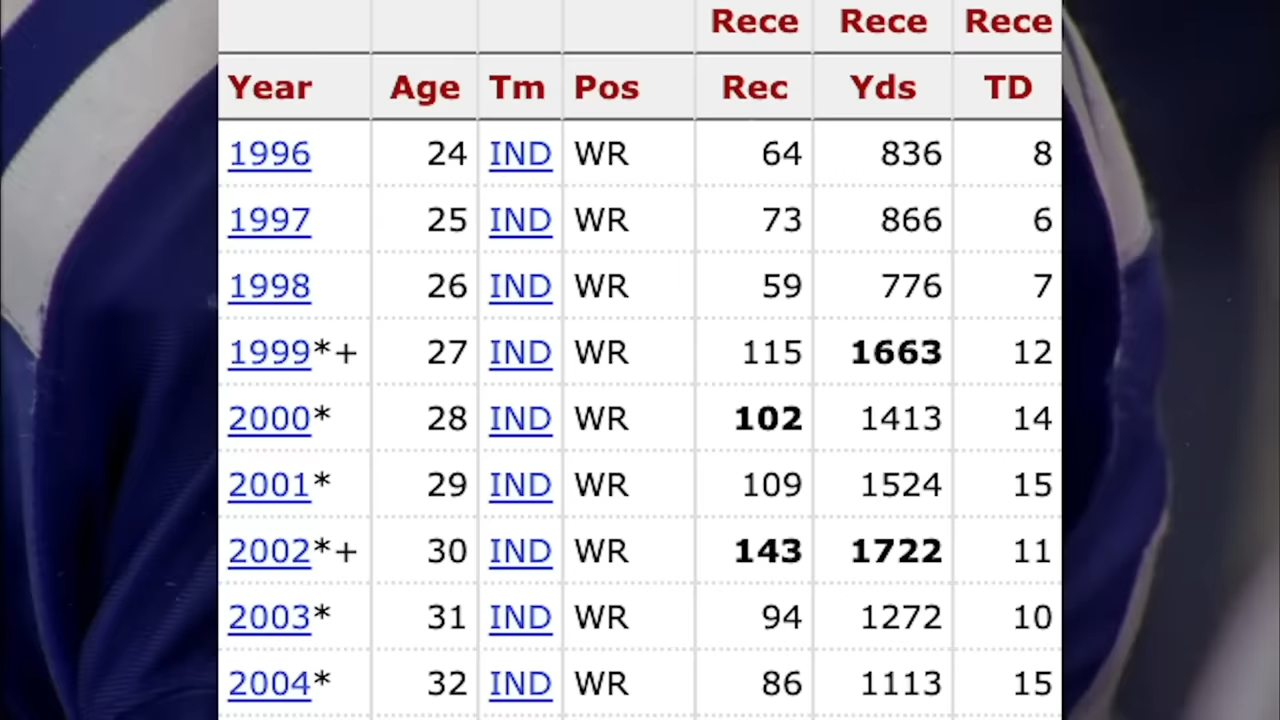 Rece Rece Rece
Year Age Tm Pos Rec Yds TD
1996 24 IND WR 64 836 8
1997 25 IND WR 73 866 6
1998 26 IND WR 59 776 7
1999*+ 27 IND WR 115 1663 12
2000* 28 IND WR 102 1413 14
2001* 29 IND WR 109 1524 15
2002*+ 30 IND WR 143 1722 11
2003* 31 IND WR 94 1272 10
2004* 32 IND WR 86 1113 15